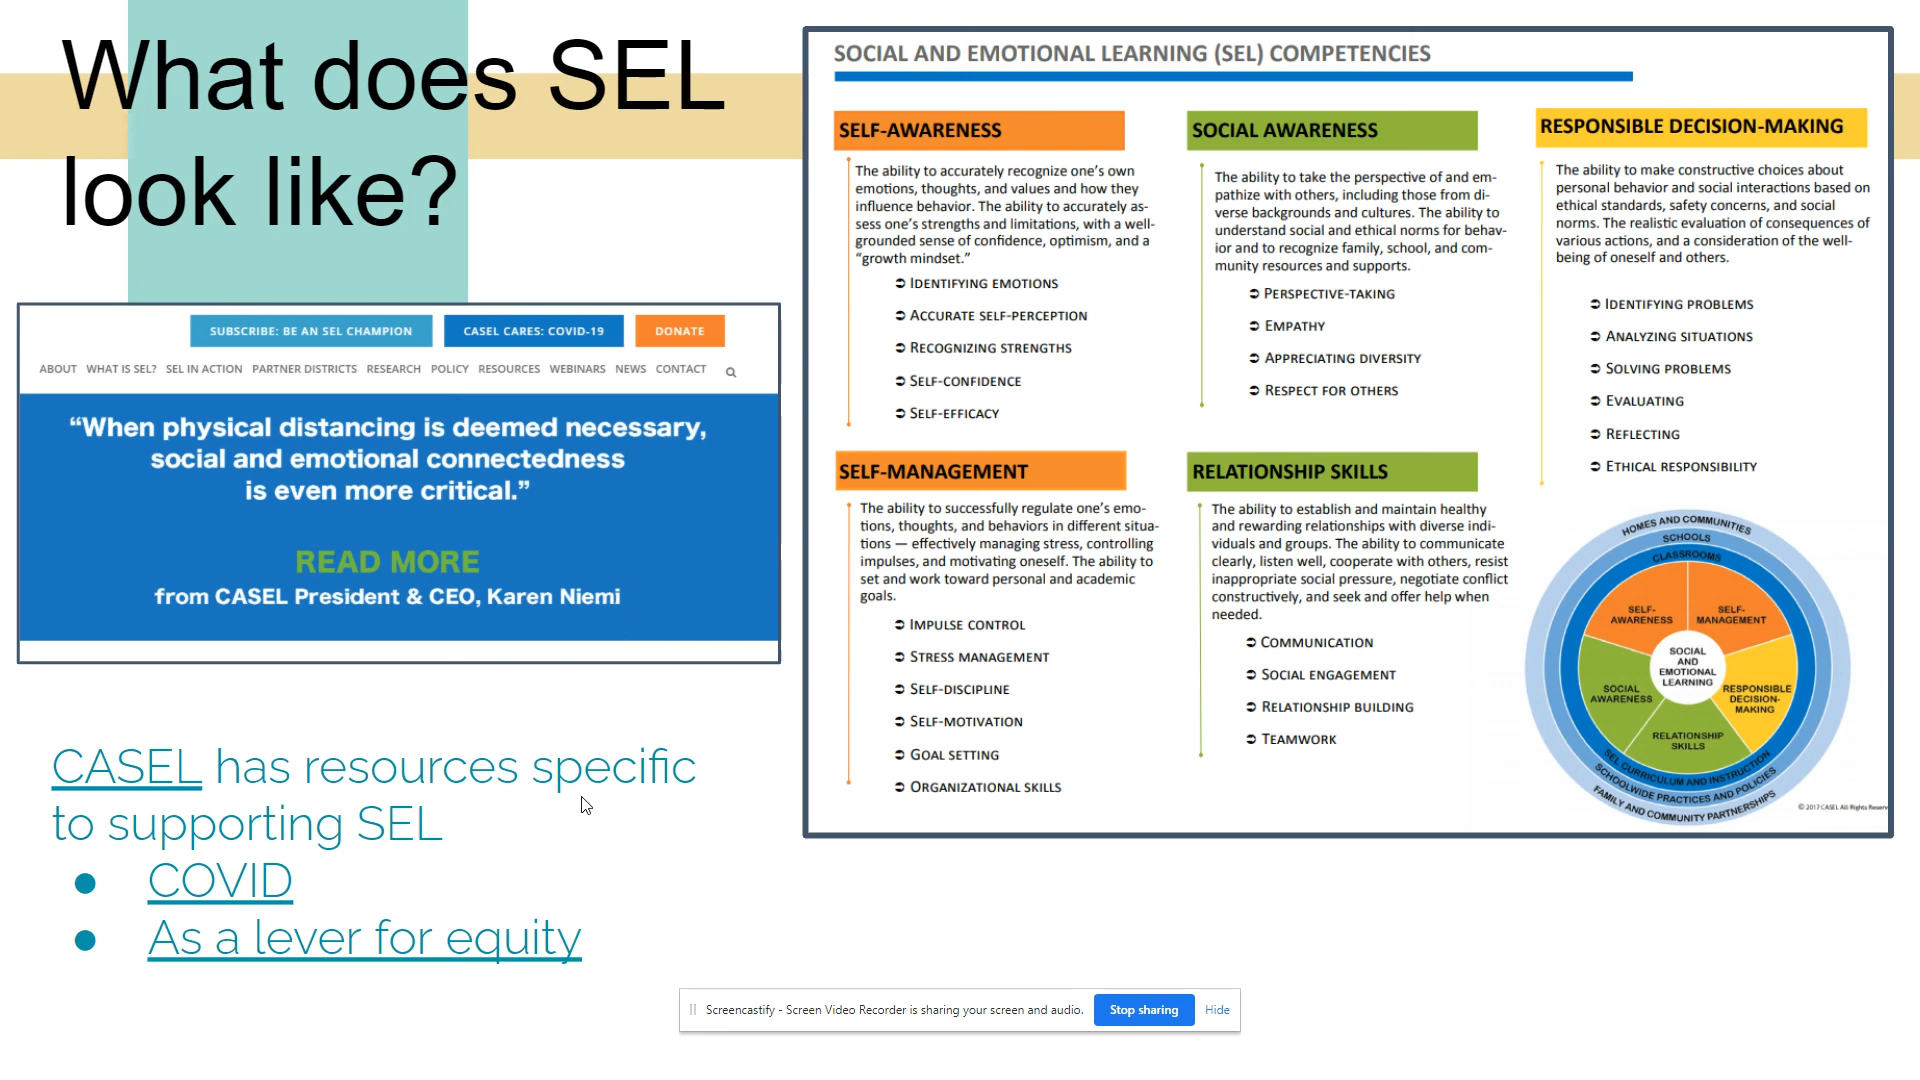 What does SEL
look like?
SUBSCRIBE: BE AN SEL CHAMPION
CASEL CARES: COVID-19
DONATE
ABOUT WHAT IS SEL? SEL IN ACTION PARTNER DISTRICTS RESEARCH POLICY RESOURCES WEBINARS NEWS CONTACT
“When physical distancing is deemed necessary,
social and emotional connectedness
is even more critical.”
READ MORE
from CASEL President & CEO, Karen Niemi
CASEL has resources specific
to supporting SEL
● COVID
● As a lever for equity
SOCIAL AND EMOTIONAL LEARNING (SEL) COMPETENCIES
SELF-AWARENESS
The ability to accurately recognize one’s own
emotions, thoughts, and values and how they
influence behavior. The ability to accurately as-
sess one’s strengths and limitations, with a well-
grounded sense of confidence, optimism, and a
“growth mindset.”
➲ IDENTIFYING EMOTIONS
➲ ACCURATE SELF-PERCEPTION
➲ RECOGNIZING STRENGTHS
➲ SELF-CONFIDENCE
➲ SELF-EFFICACY
SELF-MANAGEMENT
The ability to successfully regulate one’s emo-
tions, thoughts, and behaviors in different situa-
tions — effectively managing stress, controlling
impulses, and motivating oneself. The ability to
set and work toward personal and academic
goals.
➲ IMPULSE CONTROL
➲ STRESS MANAGEMENT
➲ SELF-DISCIPLINE
➲ SELF-MOTIVATION
➲ GOAL SETTING
➲ ORGANIZATIONAL SKILLS
SOCIAL AWARENESS
The ability to take the perspective of and em-
pathize with others, including those from di-
verse backgrounds and cultures. The ability to
understand social and ethical norms for behav-
ior and to recognize family, school, and com-
munity resources and supports.
➲ PERSPECTIVE-TAKING
➲ EMPATHY
➲ APPRECIATING DIVERSITY
➲ RESPECT FOR OTHERS
RELATIONSHIP SKILLS
The ability to establish and maintain healthy
and rewarding relationships with diverse indi-
viduals and groups. The ability to communicate
clearly, listen well, cooperate with others, resist
inappropriate social pressure, negotiate conflict
constructively, and seek and offer help when
needed.
➲ COMMUNICATION
➲ SOCIAL ENGAGEMENT
➲ RELATIONSHIP BUILDING
➲ TEAMWORK
RESPONSIBLE DECISION-MAKING
The ability to make constructive choices about
personal behavior and social interactions based on
ethical standards, safety concerns, and social
norms. The realistic evaluation of consequences of
various actions, and a consideration of the well-
being of oneself and others.
➲ IDENTIFYING PROBLEMS
➲ ANALYZING SITUATIONS
➲ SOLVING PROBLEMS
➲ EVALUATING
➲ REFLECTING
➲ ETHICAL RESPONSIBILITY
HOMES AND COMMUNITIES
SCHOOLS
CLASSROOMS
SELF-
AWARENESS
SELF-
MANAGEMENT
SOCIAL
AND
EMOTIONAL
LEARNING
SOCIAL
AWARENESS
RESPONSIBLE
DECISION-
MAKING
RELATIONSHIP
SKILLS
SEL CURRICULUM AND INSTRUCTION
SCHOOLWIDE PRACTICES AND POLICIES
FAMILY AND COMMUNITY PARTNERSHIPS
© 2017 CASEL All Rights Reserv
Screencastify - Screen Video Recorder is sharing your screen and audio.
Stop sharing
Hide